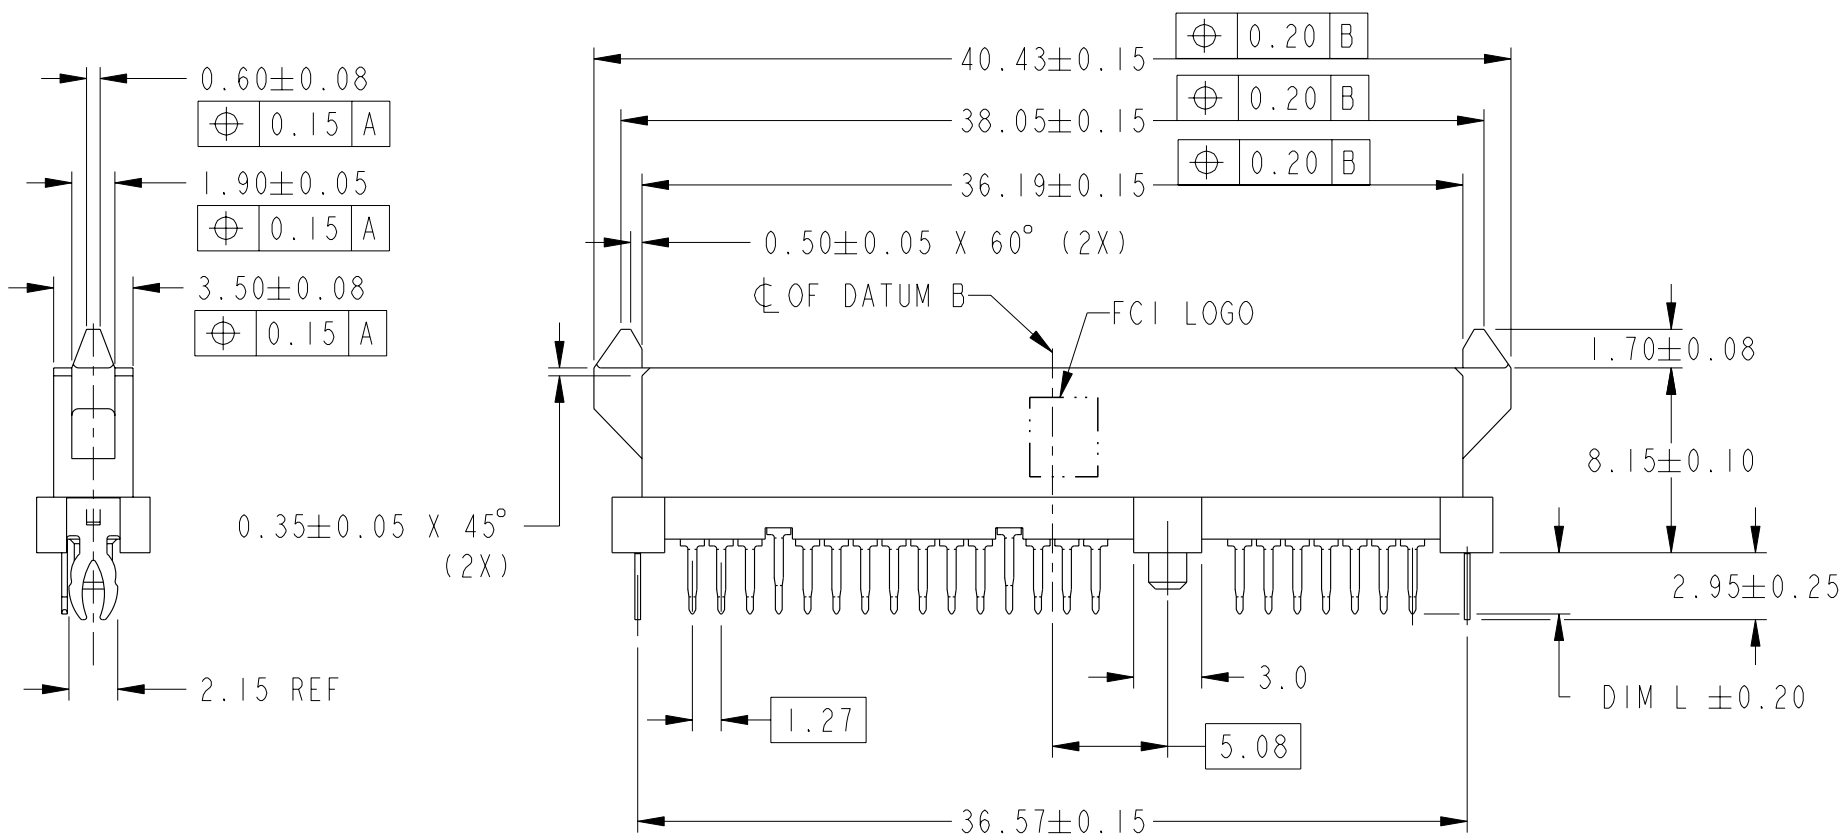 0.60±0.08
⌖ 0.15 A
1.90±0.05
⌖ 0.15 A
3.50±0.08
⌖ 0.15 A
⌖ 0.20 B
40.43±0.15
⌖ 0.20 B
38.05±0.15
⌖ 0.20 B
36.19±0.15
0.50±0.05 X 60° (2X)
℄ OF DATUM B
FCI LOGO
1.70±0.08
8.15±0.10
0.35±0.05 X 45°
(2X)
2.95±0.25
2.15 REF
3.0
DIM L ±0.20
1.27
5.08
36.57±0.15